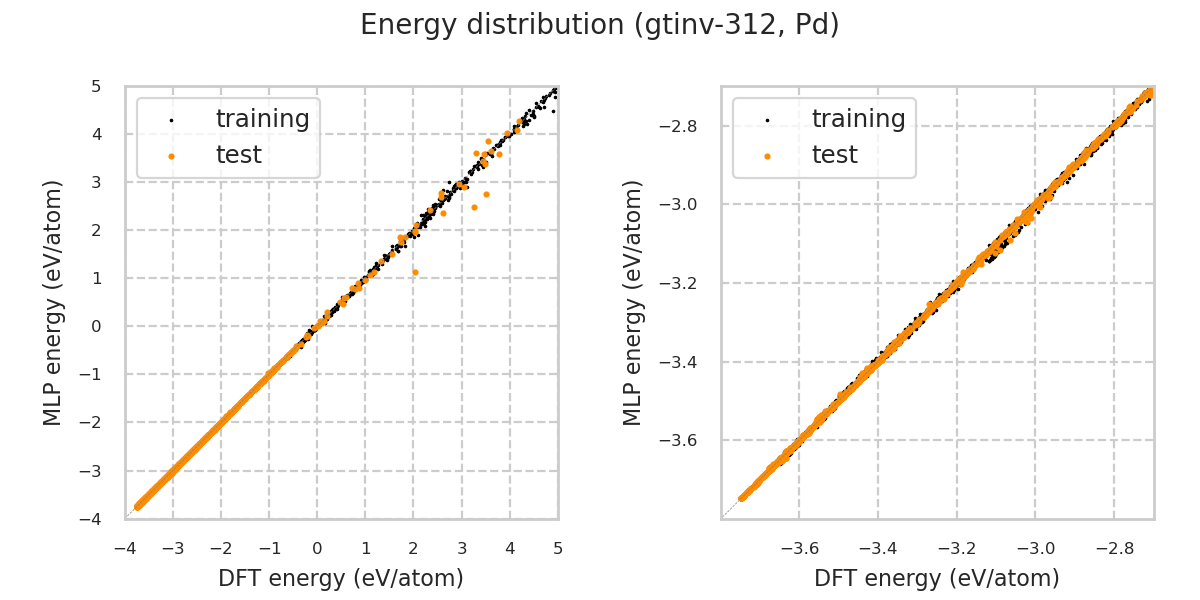 Energy distribution (gtinv-312, Pd)
MLP energy (eV/atom)
5
4
3
2
1
0
−1
−2
−3
−4
training
test
−4 −3 −2 −1 0 1 2 3 4 5
DFT energy (eV/atom)
MLP energy (eV/atom)
−2.8
−3.0
−3.2
−3.4
−3.6
training
test
−3.6 −3.4 −3.2 −3.0 −2.8
DFT energy (eV/atom)